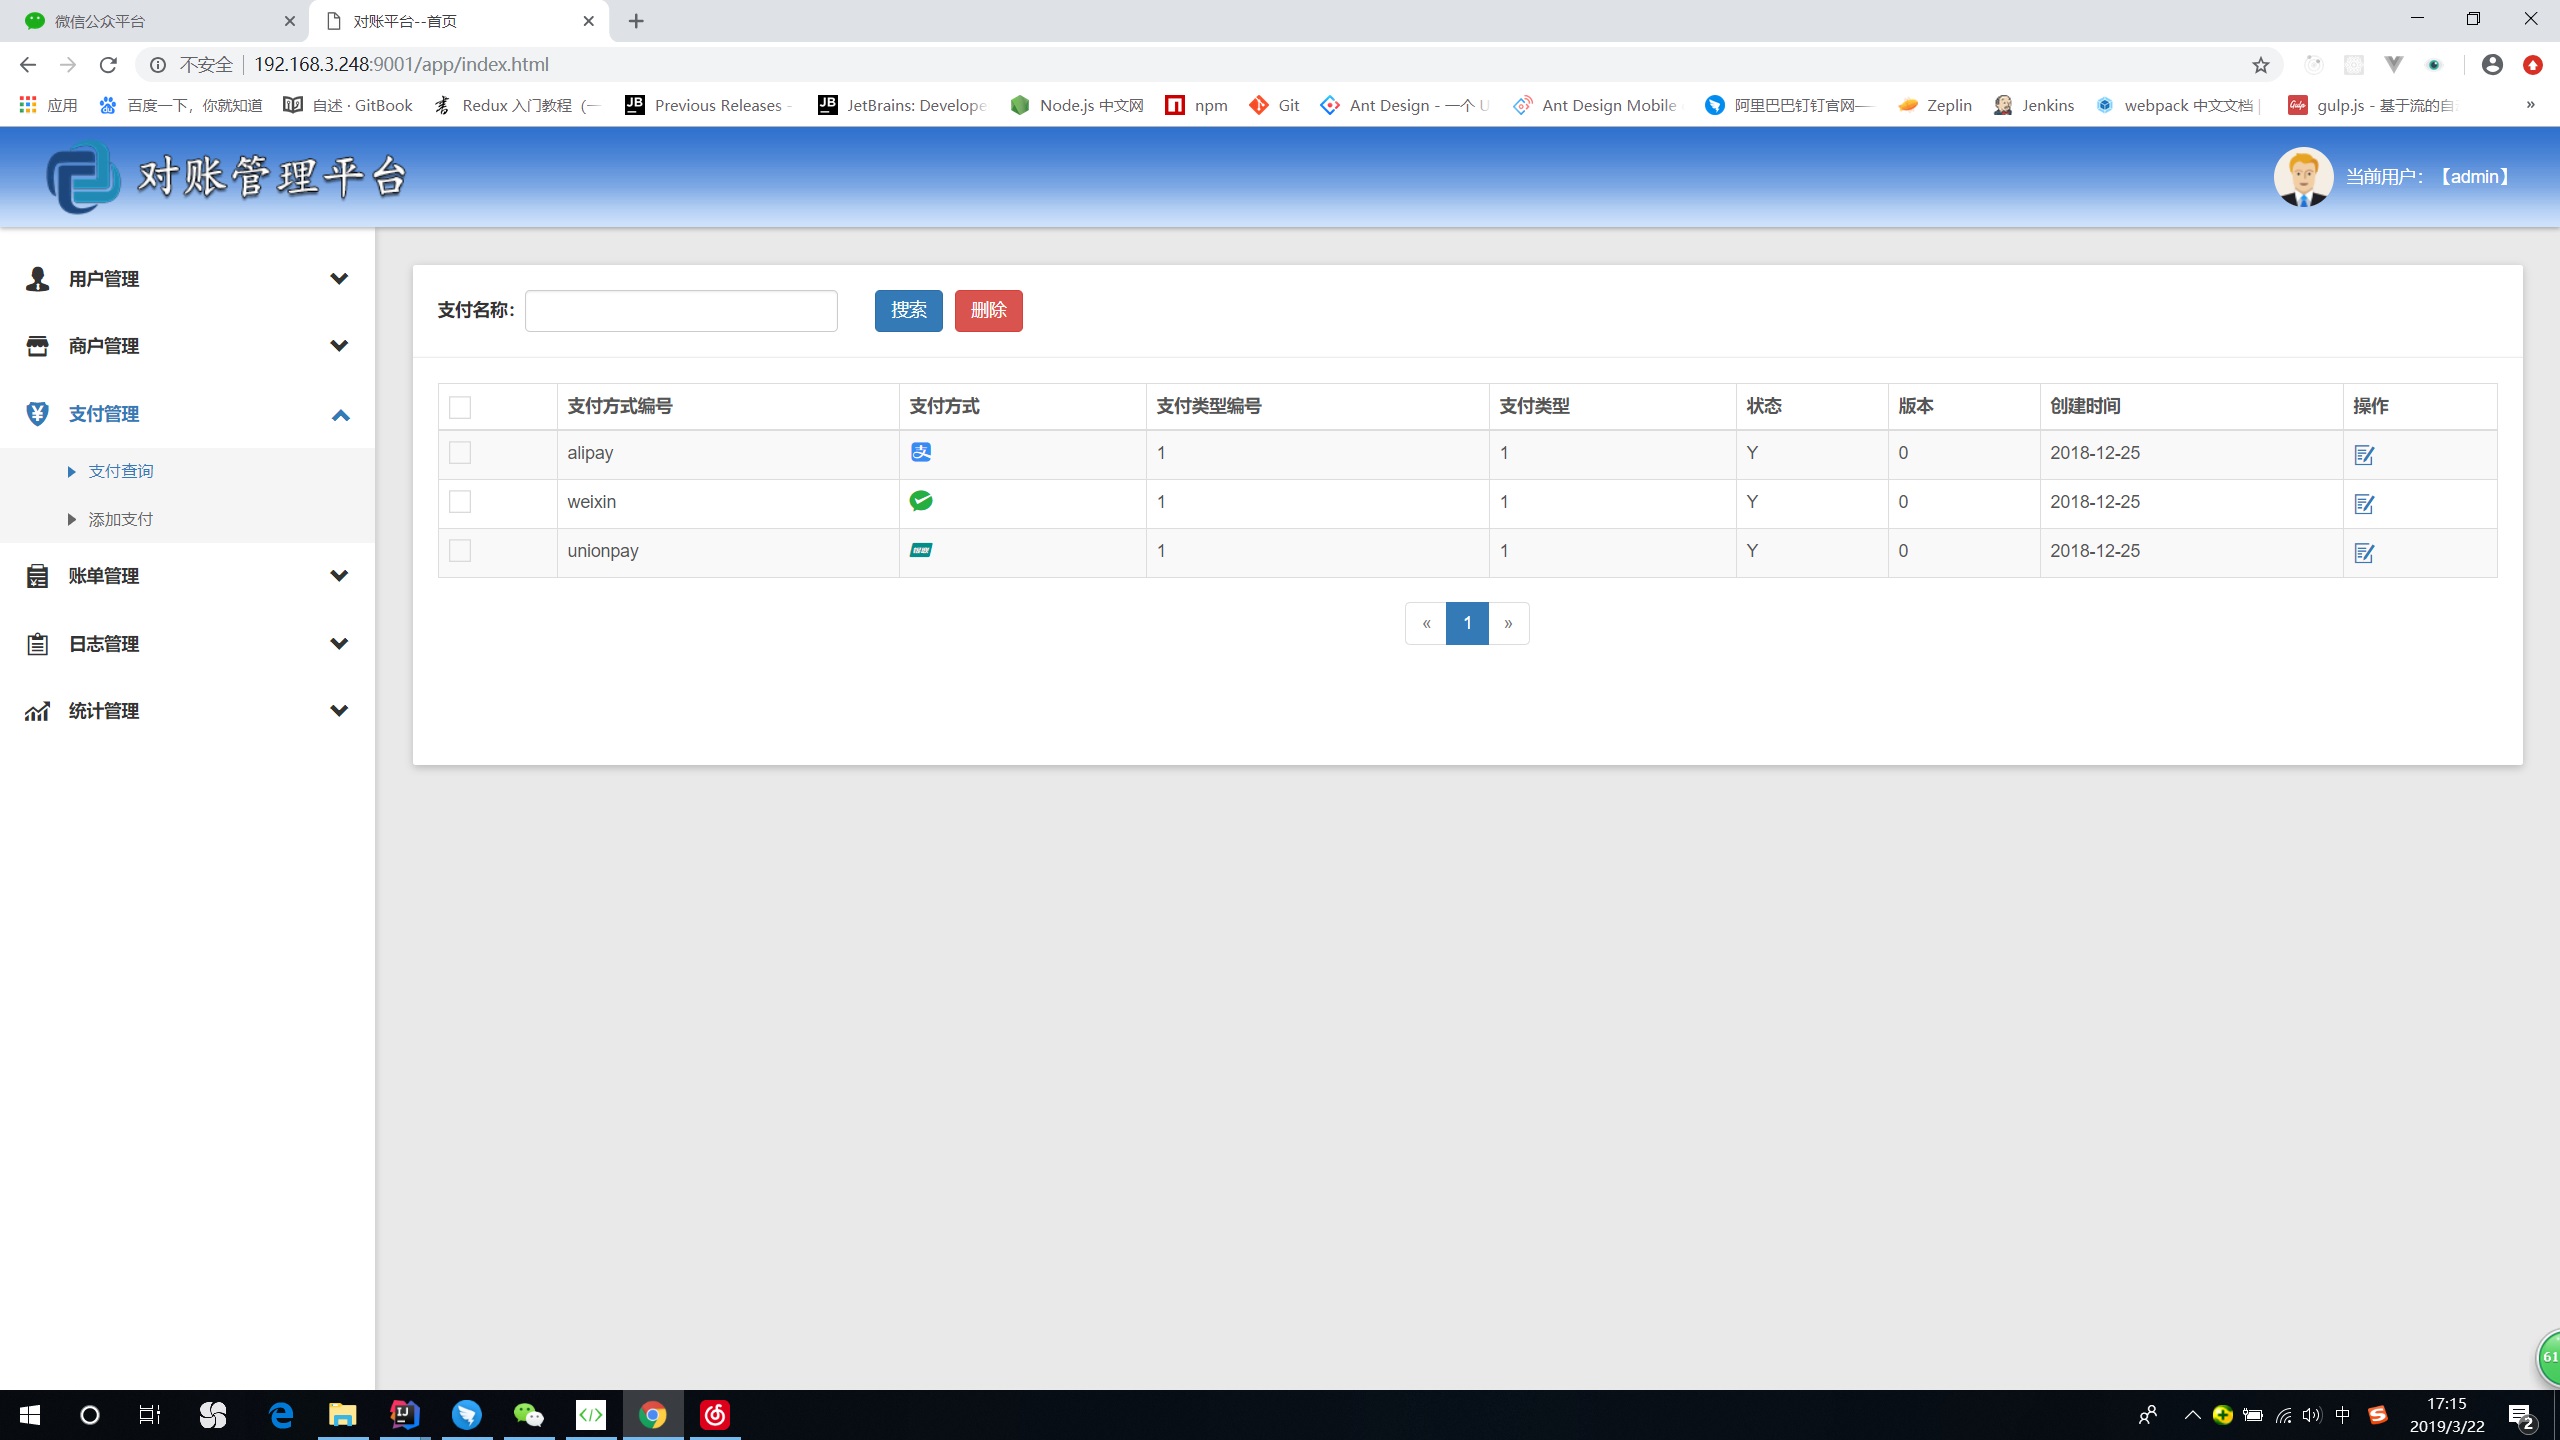 微信公众平台
对账平台--首页
不安全 192.168.3.248:9001/app/index.html
应用 百度一下，你就知道 自述 · GitBook Redux 入门教程（一 Previous Releases - JetBrains: Develope Node.js 中文网 npm Git Ant Design - 一个 U Ant Design Mobile 阿里巴巴钉钉官网—— Zeplin Jenkins webpack 中文文档 | gulp.js - 基于流的自 »
对账管理平台
当前用户：【admin】
用户管理
商户管理
支付管理
支付查询
添加支付
账单管理
日志管理
统计管理
支付名称： 搜索 删除
支付方式编号 支付方式 支付类型编号 支付类型 状态 版本 创建时间 操作
alipay 支 1 1 Y 0 2018-12-25
weixin 1 1 Y 0 2018-12-25
unionpay 1 1 Y 0 2018-12-25
« 1 »
61
中
17:15
2019/3/22
2